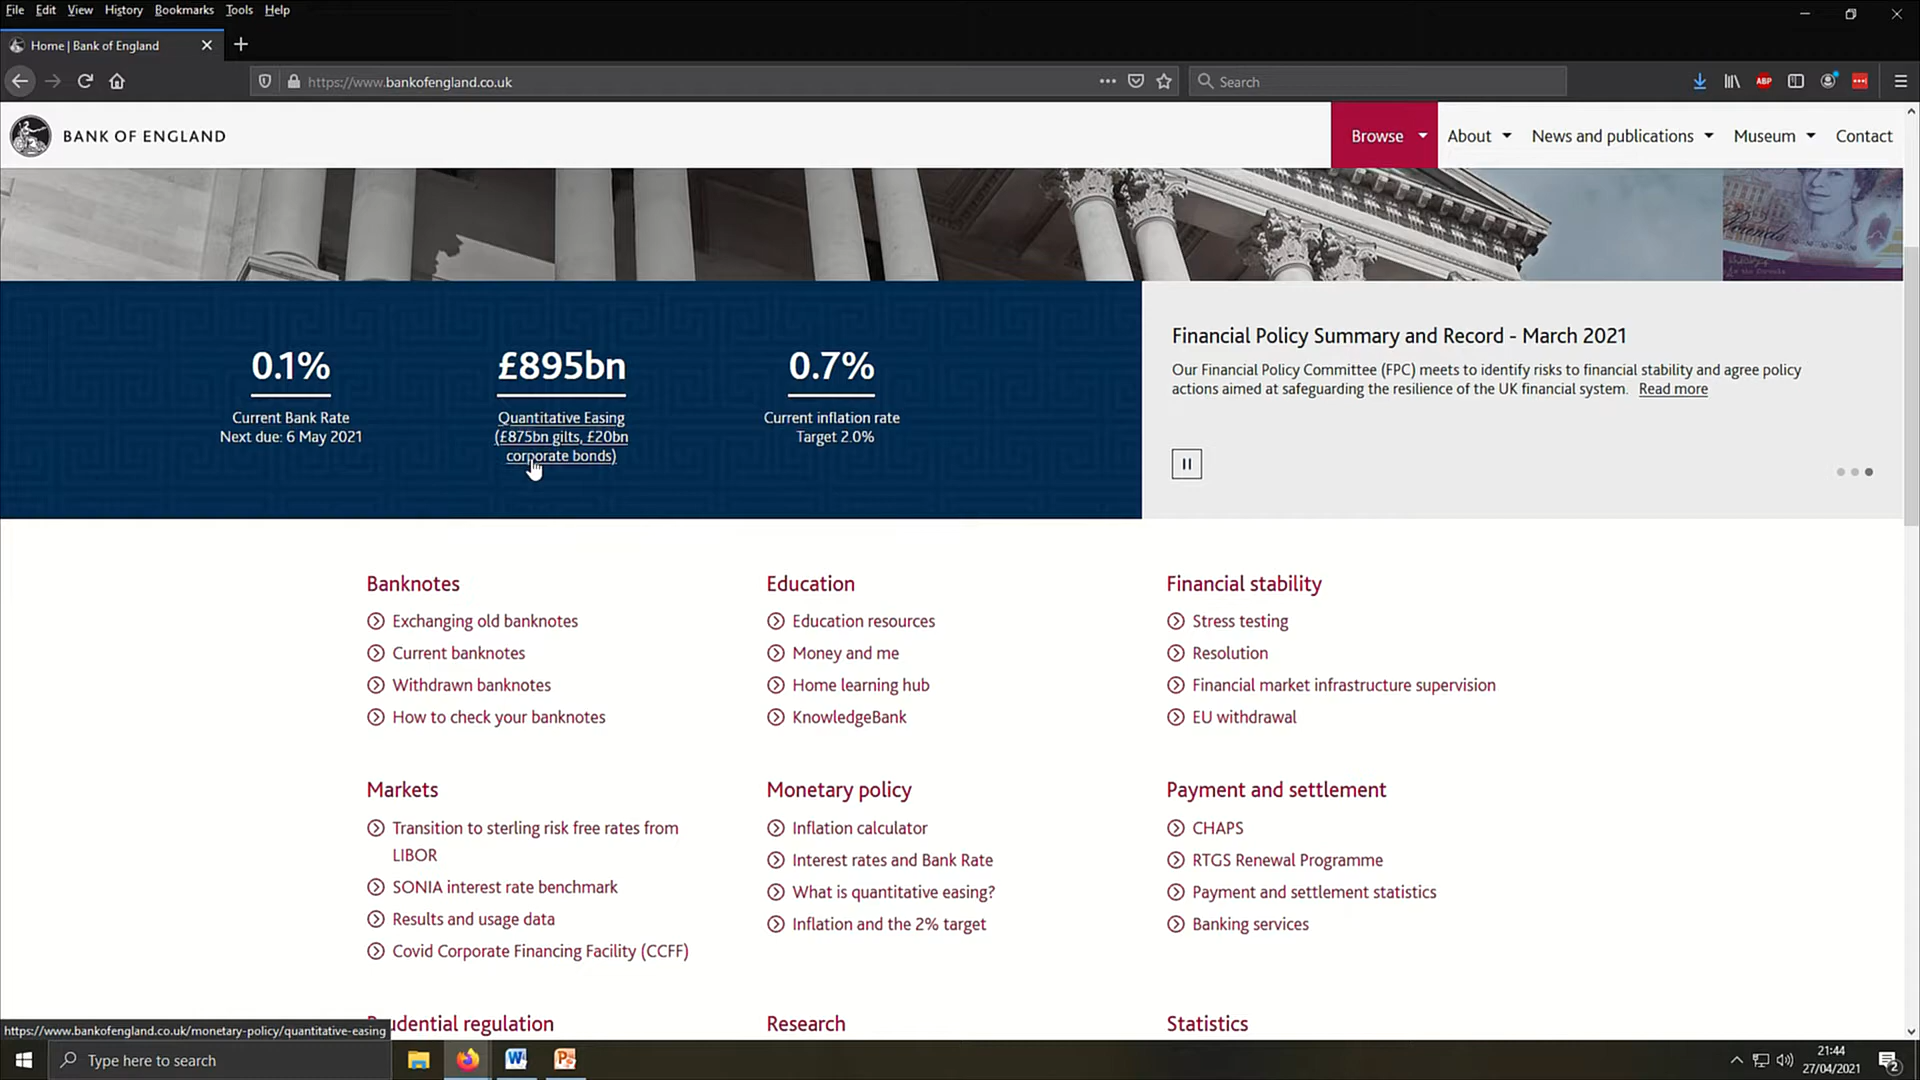 File Edit View History Bookmarks Tools Help
Home | Bank of England
https://www.bankofengland.co.uk
Search
ABP
BANK OF ENGLAND
Browse About News and publications Museum Contact
0.1%
Current Bank Rate
Next due: 6 May 2021
£895bn
Quantitative Easing
(£875bn gilts, £20bn
corporate bonds)
0.7%
Current inflation rate
Target 2.0%
Financial Policy Summary and Record - March 2021
Our Financial Policy Committee (FPC) meets to identify risks to financial stability and agree policy
actions aimed at safeguarding the resilience of the UK financial system. Read more
Banknotes
Exchanging old banknotes
Current banknotes
Withdrawn banknotes
How to check your banknotes
Education
Education resources
Money and me
Home learning hub
KnowledgeBank
Financial stability
Stress testing
Resolution
Financial market infrastructure supervision
EU withdrawal
Markets
Transition to sterling risk free rates from
LIBOR
SONIA interest rate benchmark
Results and usage data
Covid Corporate Financing Facility (CCFF)
Monetary policy
Inflation calculator
Interest rates and Bank Rate
What is quantitative easing?
Inflation and the 2% target
Payment and settlement
CHAPS
RTGS Renewal Programme
Payment and settlement statistics
Banking services
udential regulation
Research
Statistics
https://www.bankofengland.co.uk/monetary-policy/quantitative-easing
Type here to search
21:44
27/04/2021
2